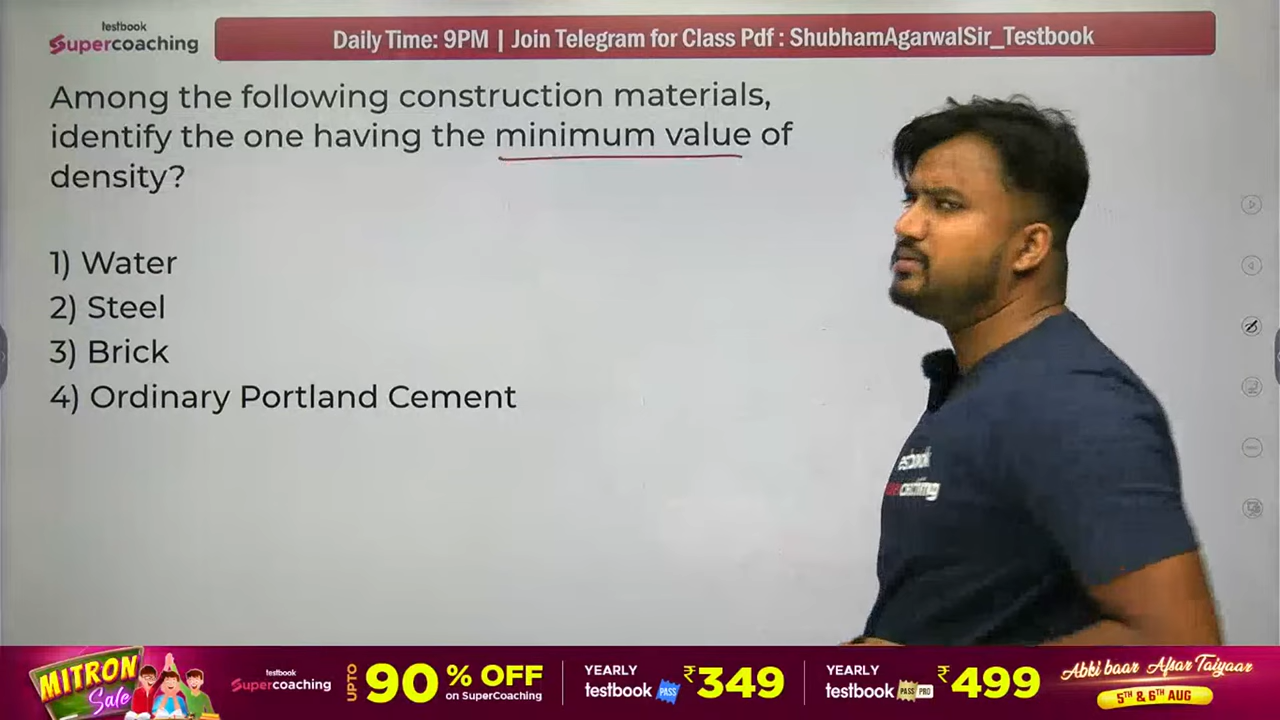 testbook
Supercoaching
Daily Time: 9PM | Join Telegram for Class Pdf : ShubhamAgarwalSir_Testbook
Among the following construction materials,
identify the one having the minimum value of
density?
1) Water
2) Steel
3) Brick
4) Ordinary Portland Cement
coaching
MITRON
Sale
testbook
Supercoaching
UPTO
90% OFF
on SuperCoaching
YEARLY
testbook PASS
₹349
YEARLY
testbook PASS PRO
₹499
Abki baar Afsar Taiyaar
5TH & 6TH AUG